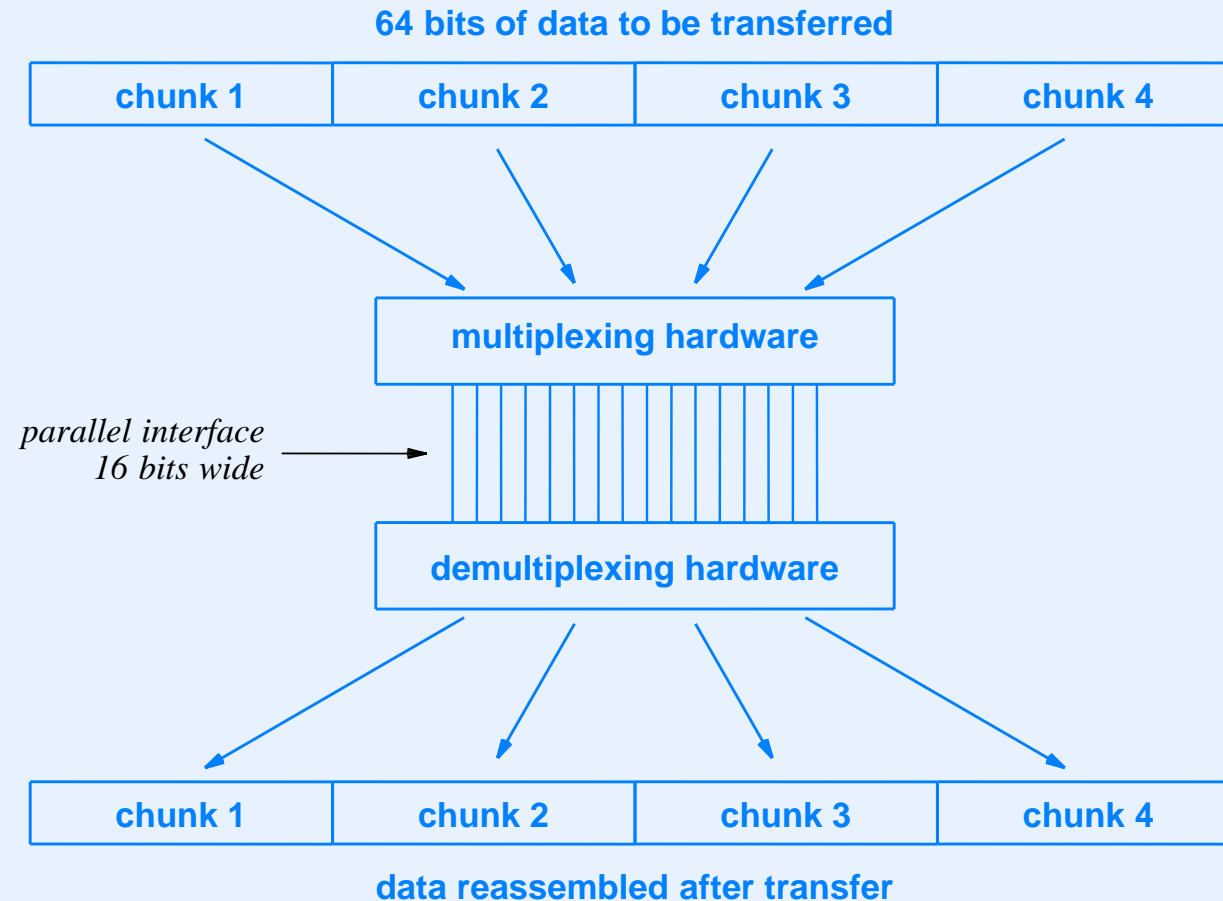 64 bits of data to be transferred
chunk 1 chunk 2 chunk 3 chunk 4
multiplexing hardware
parallel interface
16 bits wide
demultiplexing hardware
chunk 1 chunk 2 chunk 3 chunk 4
data reassembled after transfer